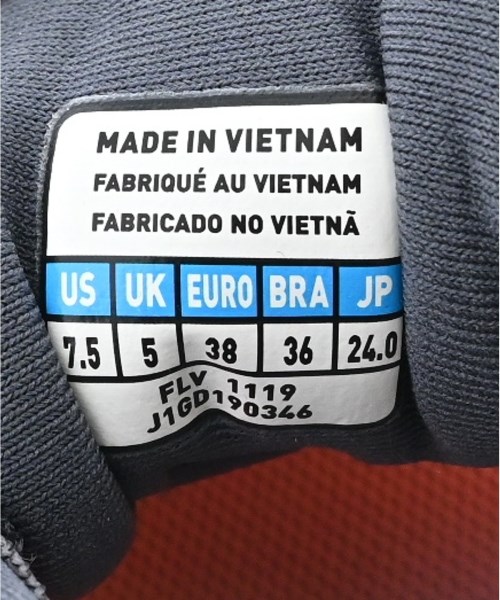 MADE IN VIETNAM
FABRIQUÉ AU VIETNAM
FABRICADO NO VIETNÃ
US UK EURO BRA JP
7.5 5 38 36 24.0
FLV 1119
J1GD190346